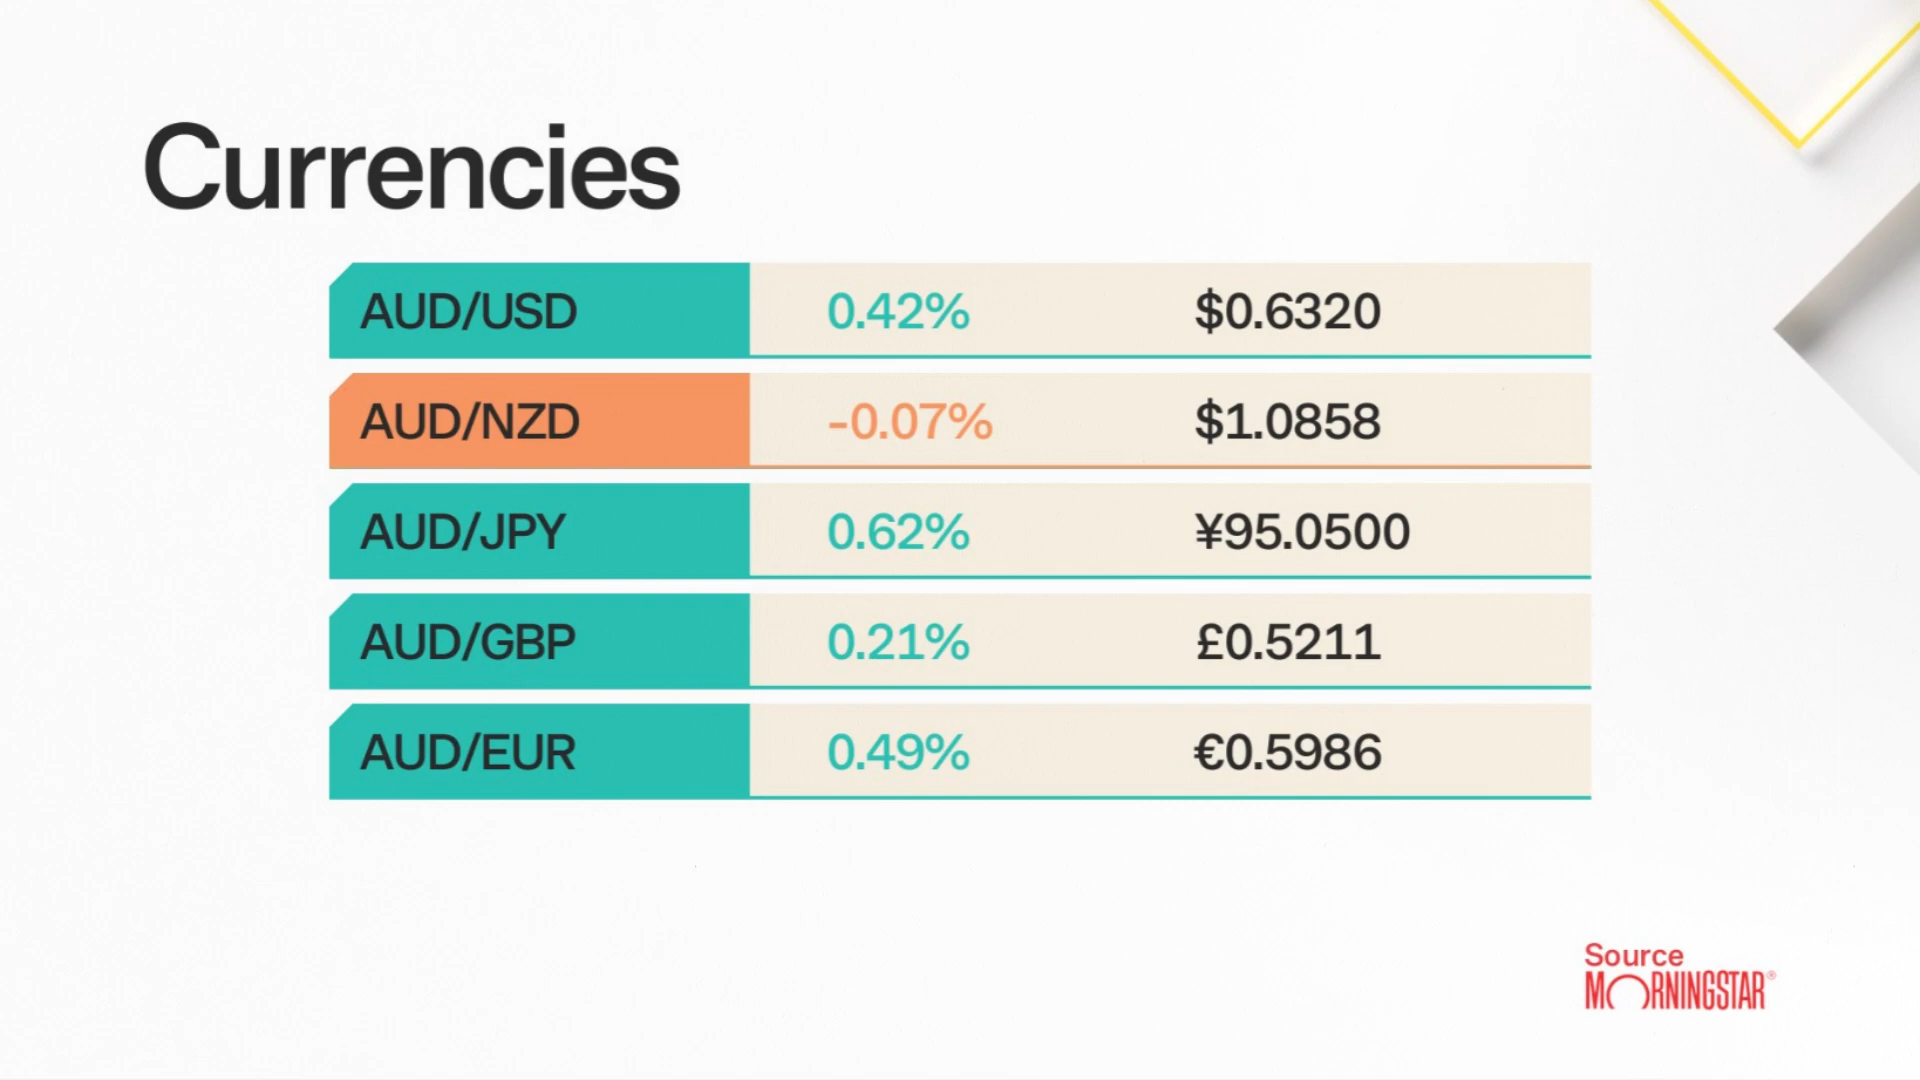 Currencies
AUD/USD 0.42% $0.6320
AUD/NZD -0.07% $1.0858
AUD/JPY 0.62% ¥95.0500
AUD/GBP 0.21% £0.5211
AUD/EUR 0.49% €0.5986
Source
MORNINGSTAR®